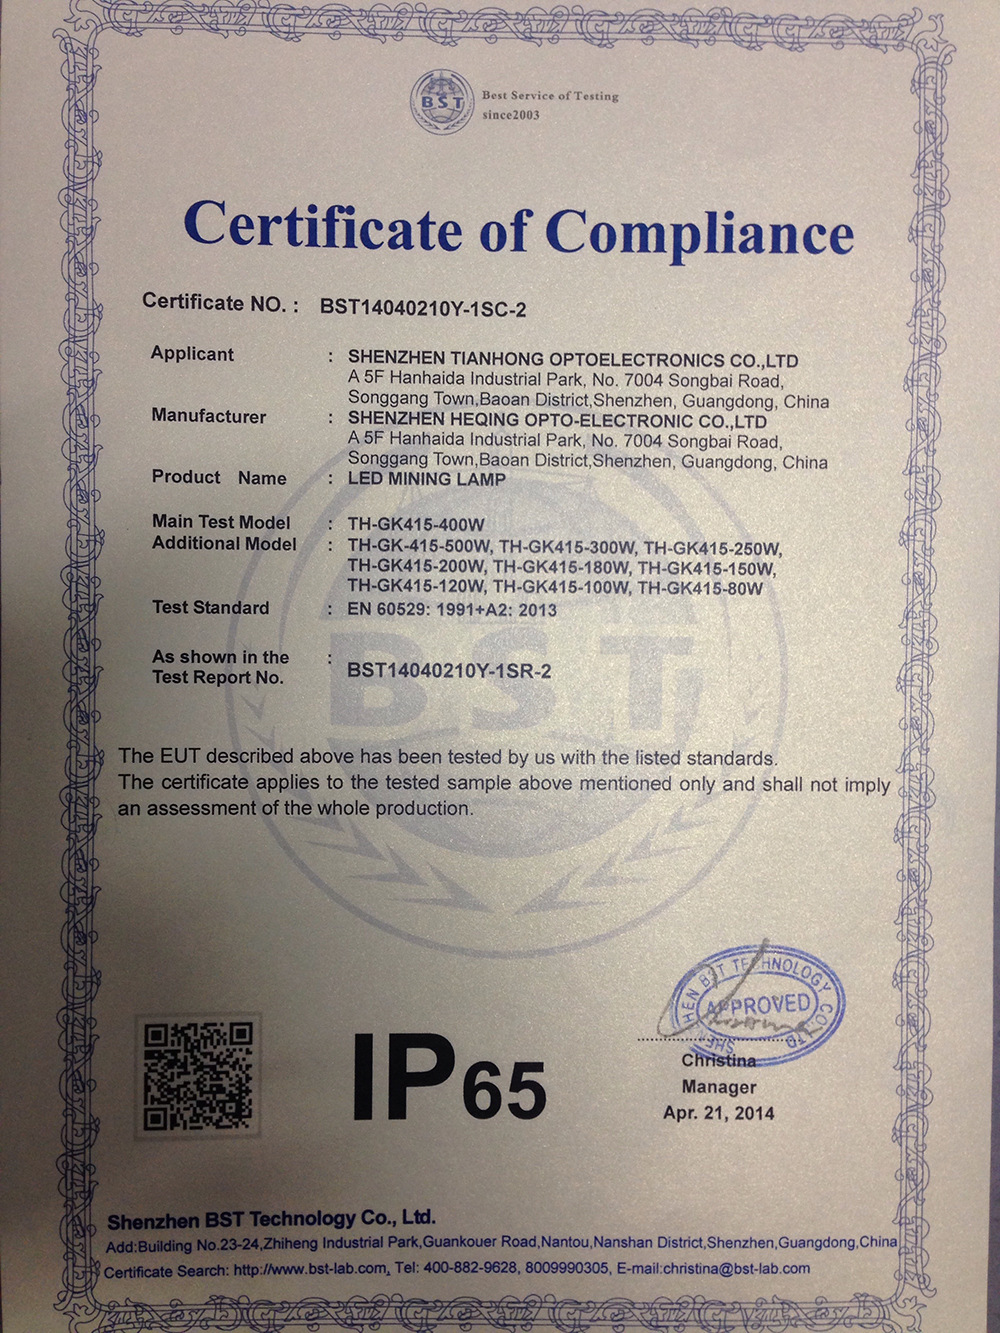 BST
Best Service of Testing
since2003
Certificate of Compliance
Certificate NO. : BST14040210Y-1SC-2
Applicant : SHENZHEN TIANHONG OPTOELECTRONICS CO.,LTD
A 5F Hanhaida Industrial Park, No. 7004 Songbai Road,
Songgang Town,Baoan District,Shenzhen, Guangdong, China
Manufacturer : SHENZHEN HEQING OPTO-ELECTRONIC CO.,LTD
A 5F Hanhaida Industrial Park, No. 7004 Songbai Road,
Songgang Town,Baoan District,Shenzhen, Guangdong, China
Product Name : LED MINING LAMP
Main Test Model : TH-GK415-400W
Additional Model : TH-GK-415-500W, TH-GK415-300W, TH-GK415-250W,
TH-GK415-200W, TH-GK415-180W, TH-GK415-150W,
TH-GK415-120W, TH-GK415-100W, TH-GK415-80W
Test Standard : EN 60529: 1991+A2: 2013
As shown in the :
Test Report No. BST14040210Y-1SR-2
BST
The EUT described above has been tested by us with the listed standards.
The certificate applies to the tested sample above mentioned only and shall not imply
an assessment of the whole production.
SHENZHEN BST TECHNOLOGY CO.,LTD
APPROVED
IP65
Christina
Manager
Apr. 21, 2014
Shenzhen BST Technology Co., Ltd.
Add:Building No.23-24,Zhiheng Industrial Park,Guankouer Road,Nantou,Nanshan District,Shenzhen,Guangdong,China
Certificate Search: http://www.bst-lab.com, Tel: 400-882-9628, 8009990305, E-mail:christina@bst-lab.com